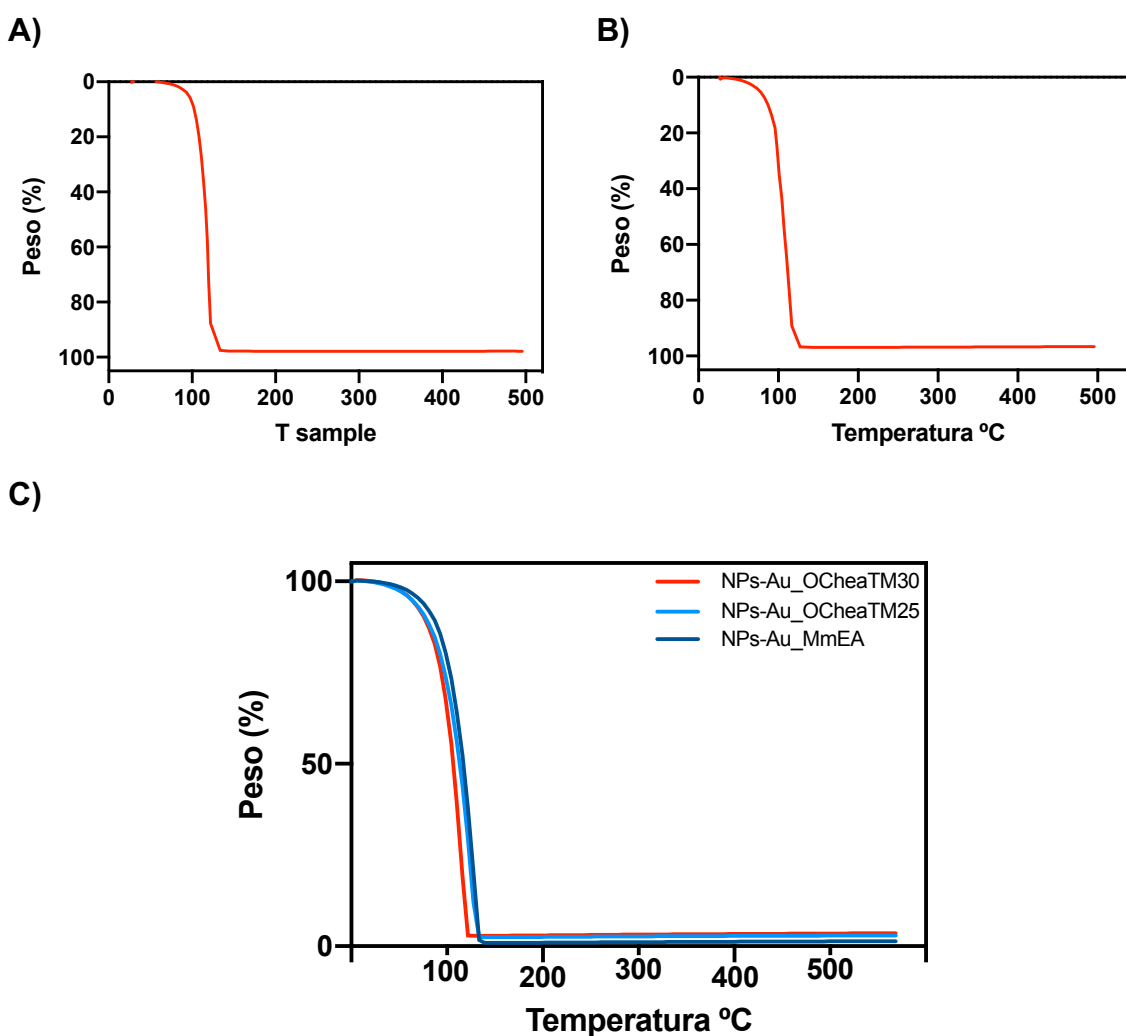 A)
0
20
40
60
80
100
Peso (%)
0 100 200 300 400 500
T sample
B)
0
20
40
60
80
100
Peso (%)
0 100 200 300 400 500
Temperatura ºC
C)
100
50
0
Peso (%)
NPs-Au_OCheaTM30
NPs-Au_OCheaTM25
NPs-Au_MmEA
100 200 300 400 500
Temperatura ºC